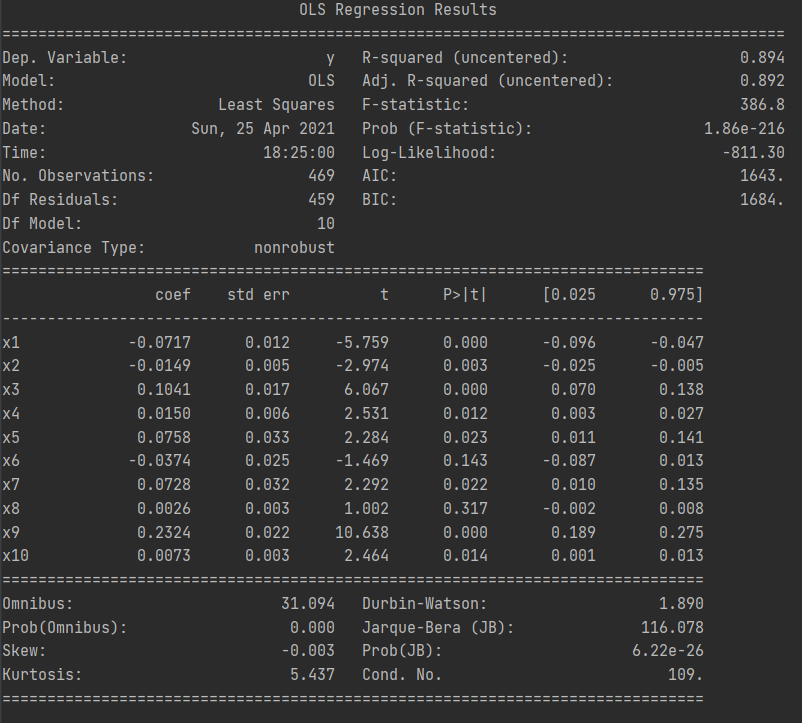 OLS Regression Results
==============================================================================
Dep. Variable: y R-squared (uncentered): 0.894
Model: OLS Adj. R-squared (uncentered): 0.892
Method: Least Squares F-statistic: 386.8
Date: Sun, 25 Apr 2021 Prob (F-statistic): 1.86e-216
Time: 18:25:00 Log-Likelihood: -811.30
No. Observations: 469 AIC: 1643.
Df Residuals: 459 BIC: 1684.
Df Model: 10
Covariance Type: nonrobust
==============================================================================
coef std err t P>|t| [0.025 0.975]
------------------------------------------------------------------------------
x1 -0.0717 0.012 -5.759 0.000 -0.096 -0.047
x2 -0.0149 0.005 -2.974 0.003 -0.025 -0.005
x3 0.1041 0.017 6.067 0.000 0.070 0.138
x4 0.0150 0.006 2.531 0.012 0.003 0.027
x5 0.0758 0.033 2.284 0.023 0.011 0.141
x6 -0.0374 0.025 -1.469 0.143 -0.087 0.013
x7 0.0728 0.032 2.292 0.022 0.010 0.135
x8 0.0026 0.003 1.002 0.317 -0.002 0.008
x9 0.2324 0.022 10.638 0.000 0.189 0.275
x10 0.0073 0.003 2.464 0.014 0.001 0.013
==============================================================================
Omnibus: 31.094 Durbin-Watson: 1.890
Prob(Omnibus): 0.000 Jarque-Bera (JB): 116.078
Skew: -0.003 Prob(JB): 6.22e-26
Kurtosis: 5.437 Cond. No. 109.
==============================================================================